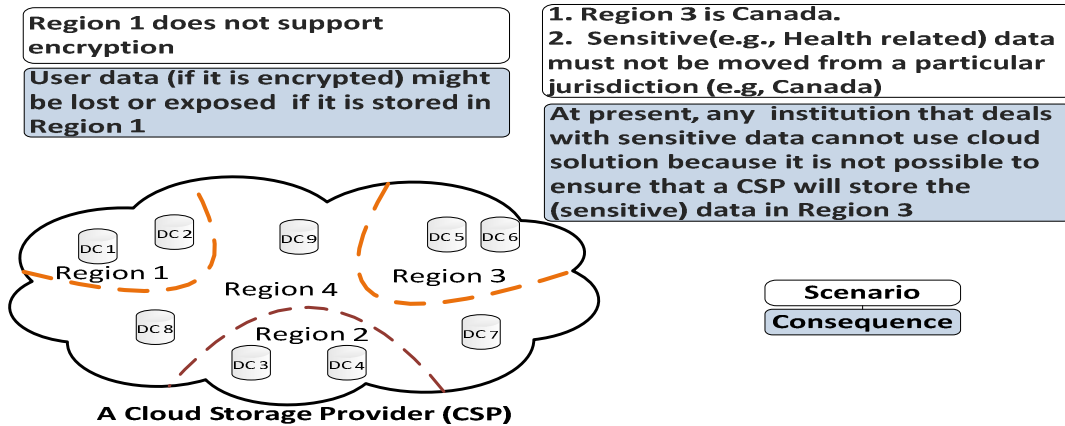 Region 1 does not support
encryption
User data (if it is encrypted) might
be lost or exposed if it is stored in
Region 1
1. Region 3 is Canada.
2. Sensitive(e.g., Health related) data
must not be moved from a particular
jurisdiction (e.g, Canada)
At present, any institution that deals
with sensitive data cannot use cloud
solution because it is not possible to
ensure that a CSP will store the
(sensitive) data in Region 3
DC 1
DC 2
Region 1
DC 9
DC 5
DC 6
Region 3
Region 4
DC 8
Region 2
DC 3
DC 4
DC 7
A Cloud Storage Provider (CSP)
Scenario
Consequence